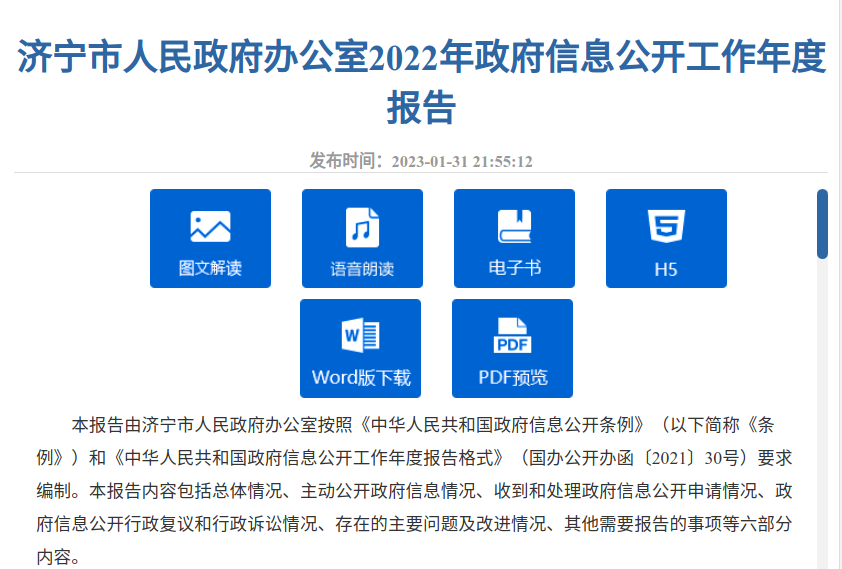 济宁市人民政府办公室2022年政府信息公开工作年度
报告
发布时间：2023-01-31 21:55:12
图文解读
语音朗读
电子书
5
H5
W
Word版下载
PDF
PDF预览
本报告由济宁市人民政府办公室按照《中华人民共和国政府信息公开条例》（以下简称《条
例》）和《中华人民共和国政府信息公开工作年度报告格式》（国办公开办函〔2021〕30号）要求
编制。本报告内容包括总体情况、主动公开政府信息情况、收到和处理政府信息公开申请情况、政
府信息公开行政复议和行政诉讼情况、存在的主要问题及改进情况、其他需要报告的事项等六部分
内容。